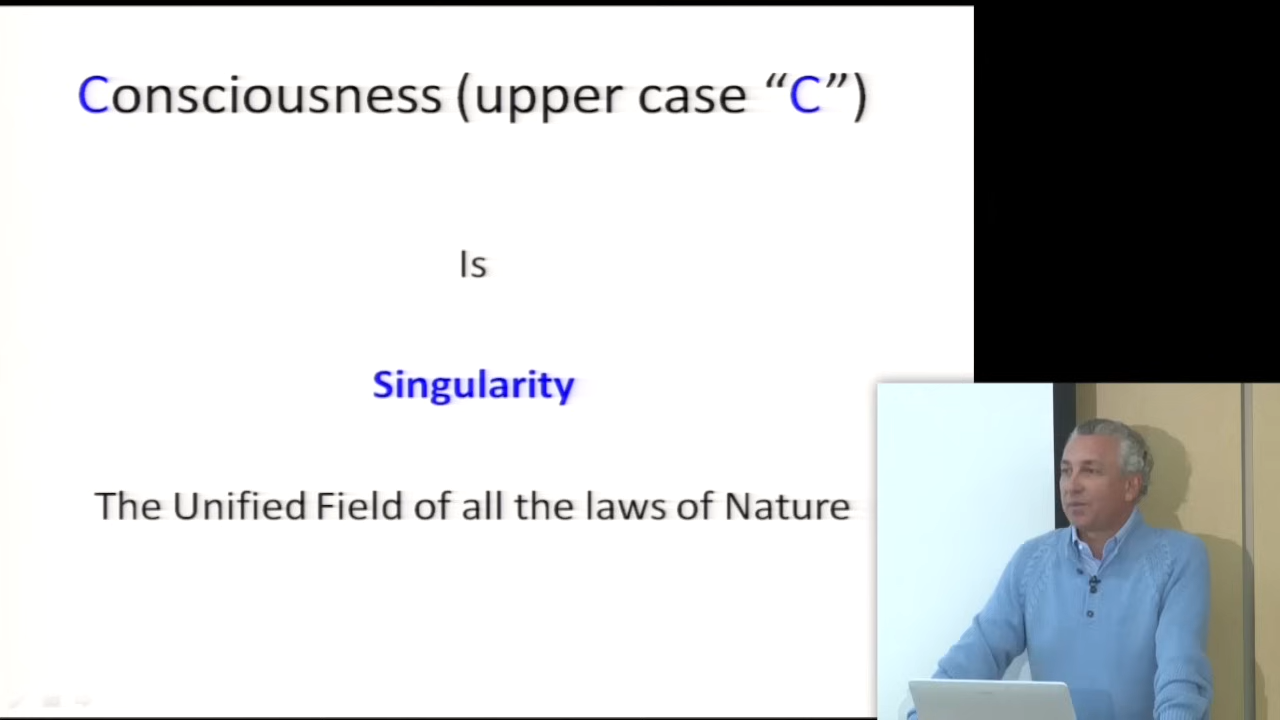 Consciousness (upper case “C”)
Is
Singularity
The Unified Field of all the laws of Nature